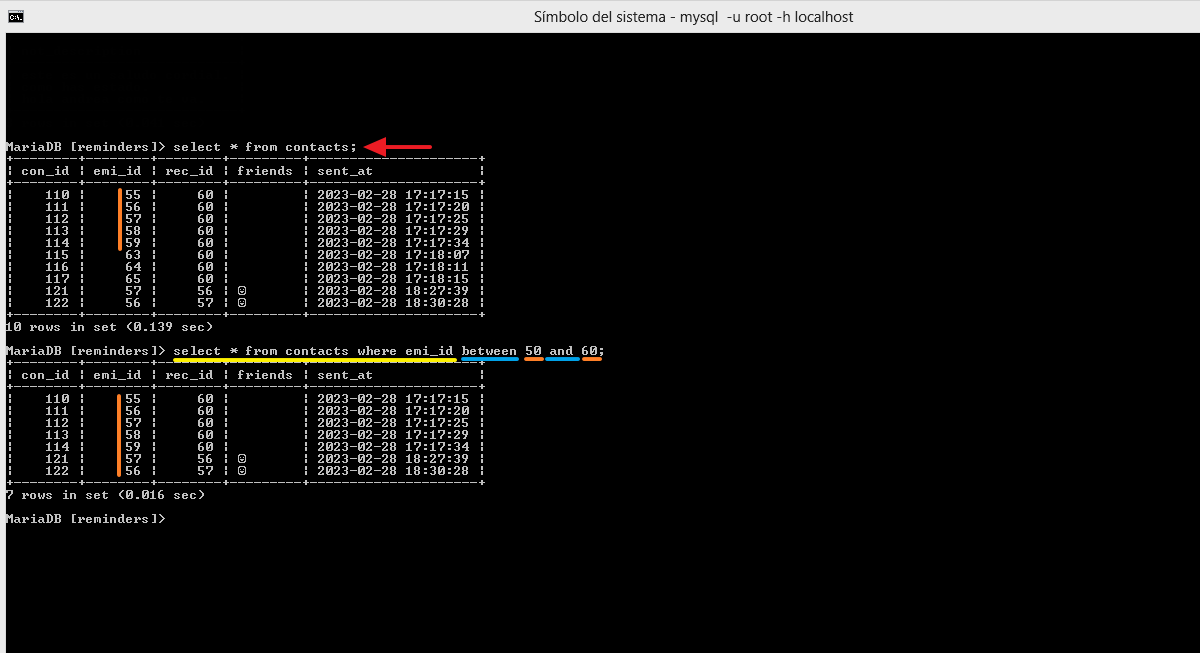 Símbolo del sistema - mysql  -u root -h localhost
MariaDB [reminders]> select * from contacts;
+--------+--------+--------+---------+---------------------+
| con_id | emi_id | rec_id | friends | sent_at             |
+--------+--------+--------+---------+---------------------+
|    110 |     55 |     60 |         | 2023-02-28 17:17:15 |
|    111 |     56 |     60 |         | 2023-02-28 17:17:20 |
|    112 |     57 |     60 |         | 2023-02-28 17:17:25 |
|    113 |     58 |     60 |         | 2023-02-28 17:17:29 |
|    114 |     59 |     60 |         | 2023-02-28 17:17:34 |
|    115 |     63 |     60 |         | 2023-02-28 17:18:07 |
|    116 |     64 |     60 |         | 2023-02-28 17:18:11 |
|    117 |     65 |     60 |         | 2023-02-28 17:18:15 |
|    121 |     57 |     56 | ☺       | 2023-02-28 18:27:39 |
|    122 |     56 |     57 | ☺       | 2023-02-28 18:30:28 |
+--------+--------+--------+---------+---------------------+
10 rows in set (0.139 sec)
MariaDB [reminders]> select * from contacts where emi_id between 50 and 60;
+--------+--------+--------+---------+---------------------+
| con_id | emi_id | rec_id | friends | sent_at             |
+--------+--------+--------+---------+---------------------+
|    110 |     55 |     60 |         | 2023-02-28 17:17:15 |
|    111 |     56 |     60 |         | 2023-02-28 17:17:20 |
|    112 |     57 |     60 |         | 2023-02-28 17:17:25 |
|    113 |     58 |     60 |         | 2023-02-28 17:17:29 |
|    114 |     59 |     60 |         | 2023-02-28 17:17:34 |
|    121 |     57 |     56 | ☺       | 2023-02-28 18:27:39 |
|    122 |     56 |     57 | ☺       | 2023-02-28 18:30:28 |
+--------+--------+--------+---------+---------------------+
7 rows in set (0.016 sec)
MariaDB [reminders]>